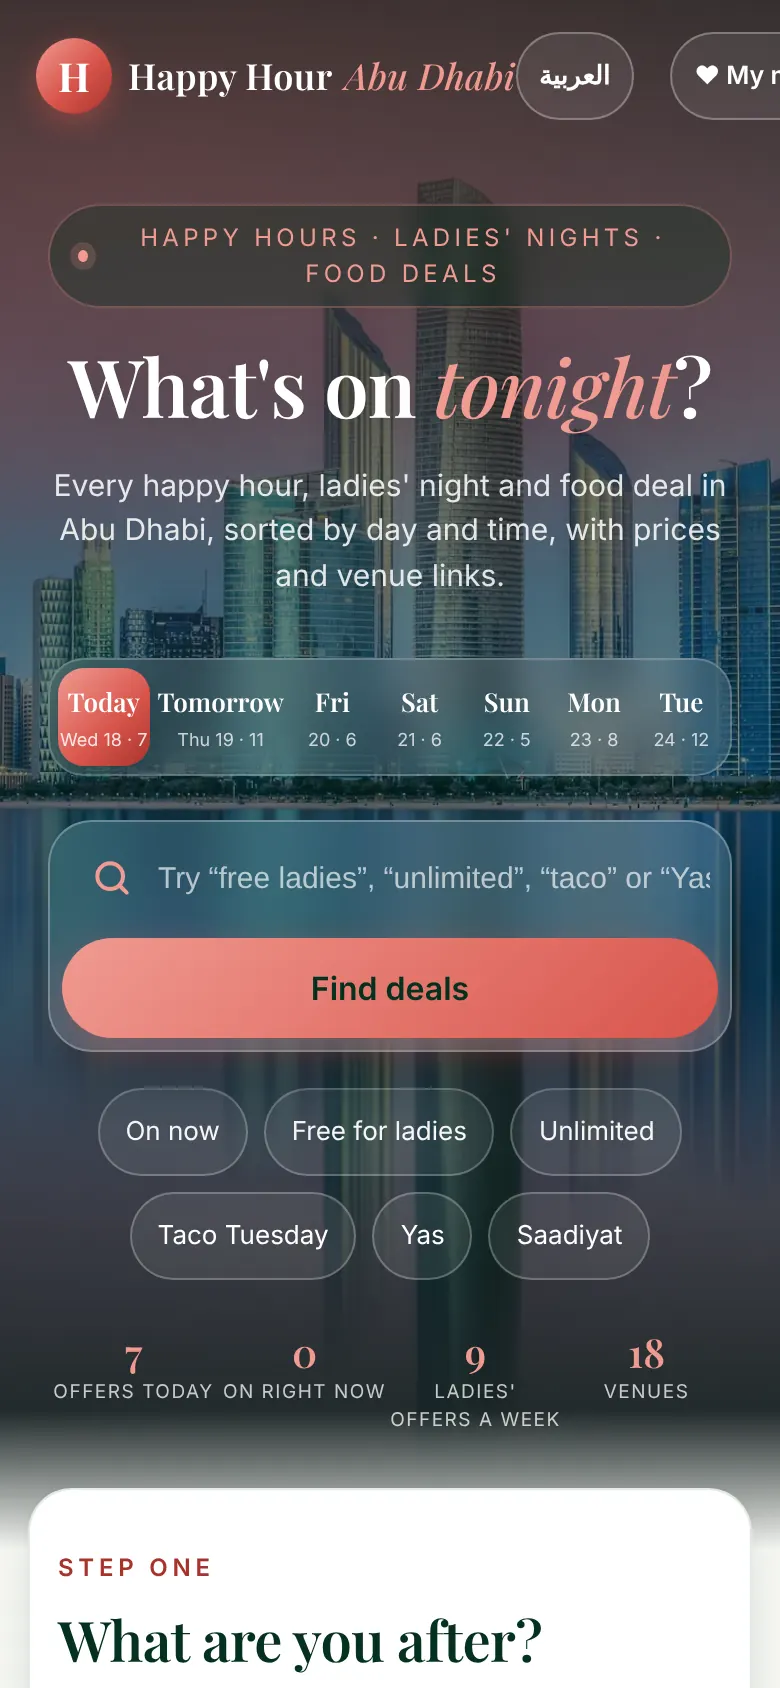 H
Happy Hour Abu Dhabi
العربية
♥ My
HAPPY HOURS · LADIES' NIGHTS ·
FOOD DEALS
What's on tonight?
Every happy hour, ladies' night and food deal in
Abu Dhabi, sorted by day and time, with prices
and venue links.
Today Tomorrow Fri Sat Sun Mon Tue
Wed 18 · 7 Thu 19 · 11 20 · 6 21 · 6 22 · 5 23 · 8 24 · 12
Try “free ladies”, “unlimited”, “taco” or “Yas
Find deals
On now Free for ladies Unlimited
Taco Tuesday Yas Saadiyat
7 0 9 18
OFFERS TODAY ON RIGHT NOW LADIES' VENUES
OFFERS A WEEK
STEP ONE
What are you after?